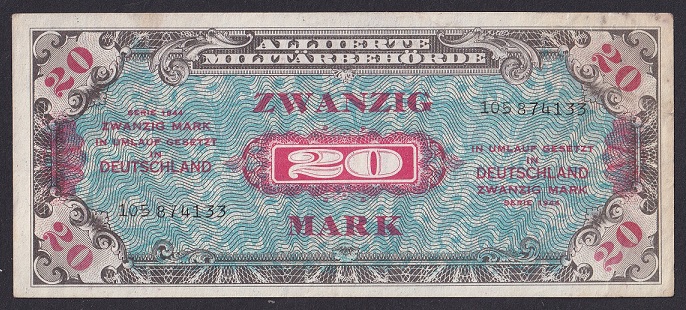 ALLIIERTE
MILITÄRBEHÖRDE
20
20
ZWANZIG
105874133
SERIE 1944
ZWANZIG MARK
IN UMLAUF GESETZT
IN
DEUTSCHLAND
20
IN UMLAUF GESETZT
IN
DEUTSCHLAND
ZWANZIG MARK
SERIE 1944
105874133
MARK
20
20